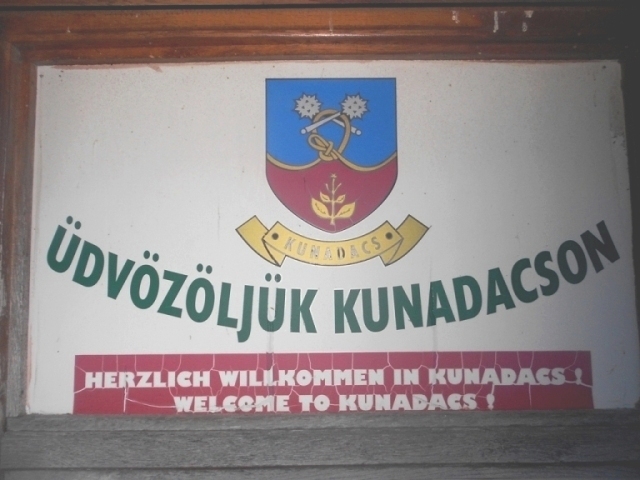 KUNADACS
ÜDVÖZÖLJÜK KUNADACSON
HERZLICH WILLKOMMEN IN KUNADACS !
WELCOME TO KUNADACS !